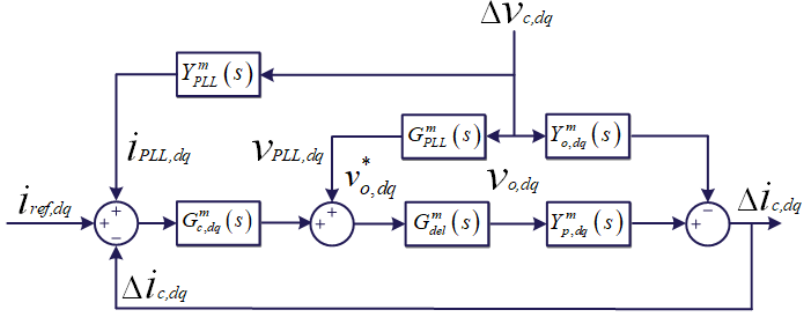 Δv_{c,dq}
Y^m_{PLL}(s)
G^m_{PLL}(s)
Y^m_{o,dq}(s)
i_{PLL,dq}
v_{PLL,dq}
v^*_{o,dq}
v_{o,dq}
i_{ref,dq}
+
+
−
G^m_{c,dq}(s)
+
+
G^m_{del}(s)
Y^m_{p,dq}(s)
−
+
Δi_{c,dq}
Δi_{c,dq}